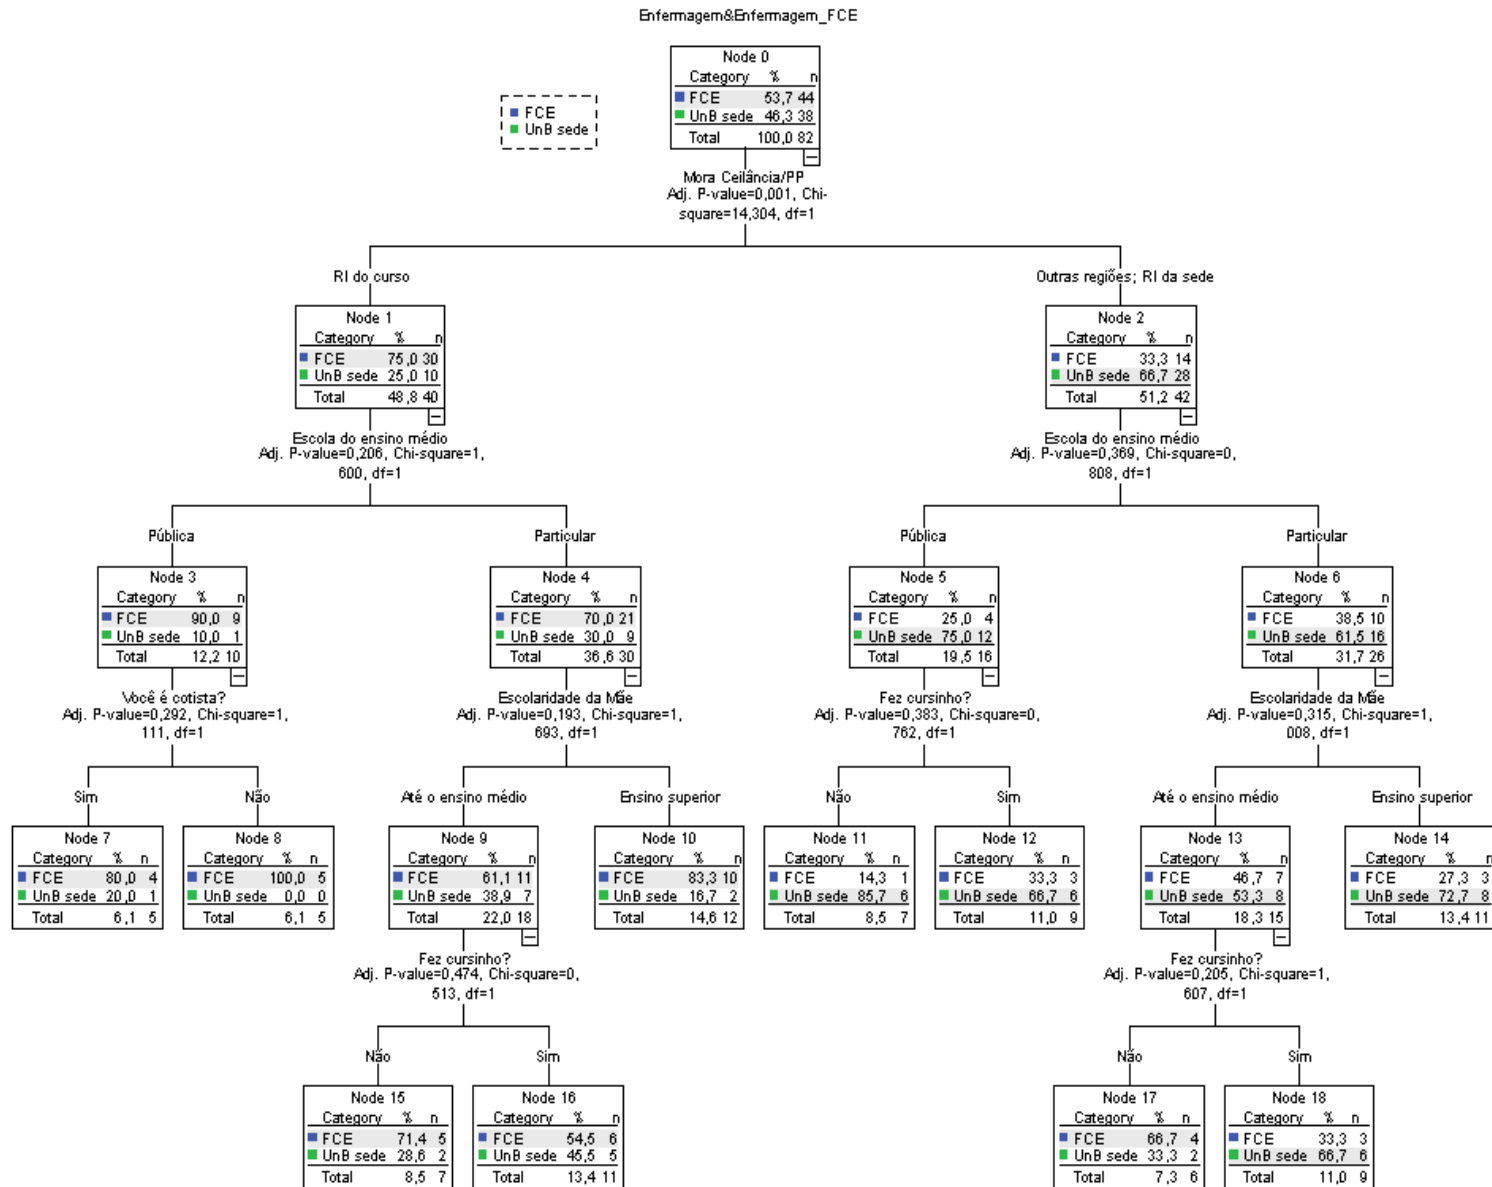 Enfermagem&Enfermagem_FCE
FCE
UnB sede
Node 0
Category % n
FCE 53,7 44
UnB sede 46,3 38
Total 100,0 82
Mora Ceilância/PP
Adj. P-value=0,001, Chi-
square=14,304, df=1
RI do curso
Outras regiões; RI da sede
Node 1
Category % n
FCE 75,0 30
UnB sede 25,0 10
Total 48,8 40
Node 2
Category % n
FCE 33,3 14
UnB sede 66,7 28
Total 51,2 42
Escola do ensino médio
Adj. P-value=0,206, Chi-square=1,
600, df=1
Escola do ensino médio
Adj. P-value=0,369, Chi-square=0,
808, df=1
Pública
Particular
Pública
Particular
Node 3
Category % n
FCE 90,0 9
UnB sede 10,0 1
Total 12,2 10
Node 4
Category % n
FCE 70,0 21
UnB sede 30,0 9
Total 36,6 30
Node 5
Category % n
FCE 25,0 4
UnB sede 75,0 12
Total 19,5 16
Node 6
Category % n
FCE 38,5 10
UnB sede 61,5 16
Total 31,7 26
Você é cotista?
Adj. P-value=0,292, Chi-square=1,
111, df=1
Escolaridade da Mãe
Adj. P-value=0,193, Chi-square=1,
693, df=1
Fez cursinho?
Adj. P-value=0,383, Chi-square=0,
762, df=1
Escolaridade da Mãe
Adj. P-value=0,315, Chi-square=1,
008, df=1
Sim
Não
Até o ensino médio
Ensino superior
Não
Sim
Até o ensino médio
Ensino superior
Node 7
Category % n
FCE 80,0 4
UnB sede 20,0 1
Total 6,1 5
Node 8
Category % n
FCE 100,0 5
UnB sede 0,0 0
Total 6,1 5
Node 9
Category % n
FCE 61,1 11
UnB sede 38,9 7
Total 22,0 18
Node 10
Category % n
FCE 83,3 10
UnB sede 16,7 2
Total 14,6 12
Node 11
Category % n
FCE 14,3 1
UnB sede 85,7 6
Total 8,5 7
Node 12
Category % n
FCE 33,3 3
UnB sede 66,7 6
Total 11,0 9
Node 13
Category % n
FCE 46,7 7
UnB sede 53,3 8
Total 18,3 15
Node 14
Category % n
FCE 27,3 3
UnB sede 72,7 8
Total 13,4 11
Fez cursinho?
Adj. P-value=0,474, Chi-square=0,
513, df=1
Fez cursinho?
Adj. P-value=0,205, Chi-square=1,
607, df=1
Não
Sim
Não
Sim
Node 15
Category % n
FCE 71,4 5
UnB sede 28,6 2
Total 8,5 7
Node 16
Category % n
FCE 54,5 6
UnB sede 45,5 5
Total 13,4 11
Node 17
Category % n
FCE 66,7 4
UnB sede 33,3 2
Total 7,3 6
Node 18
Category % n
FCE 33,3 3
UnB sede 66,7 6
Total 11,0 9